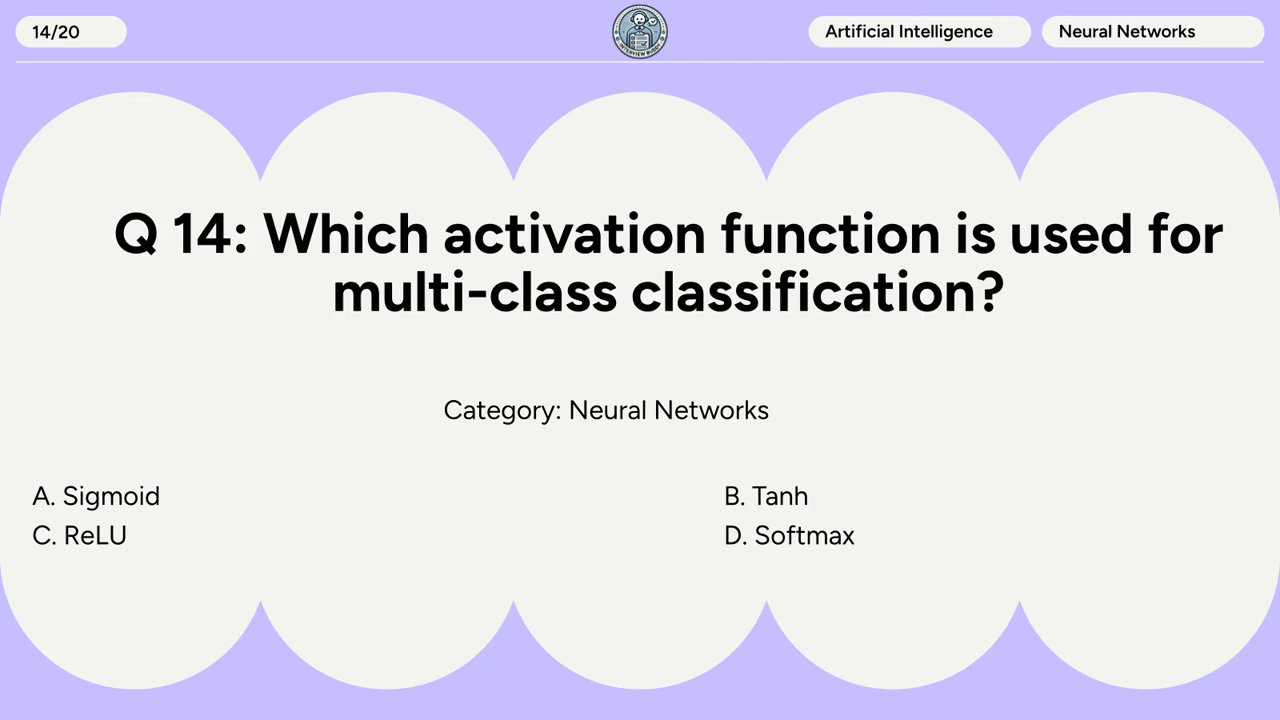 14/20
Artificial Intelligence
Neural Networks
Q 14: Which activation function is used for
multi-class classification?
Category: Neural Networks
A. Sigmoid
B. Tanh
C. ReLU
D. Softmax